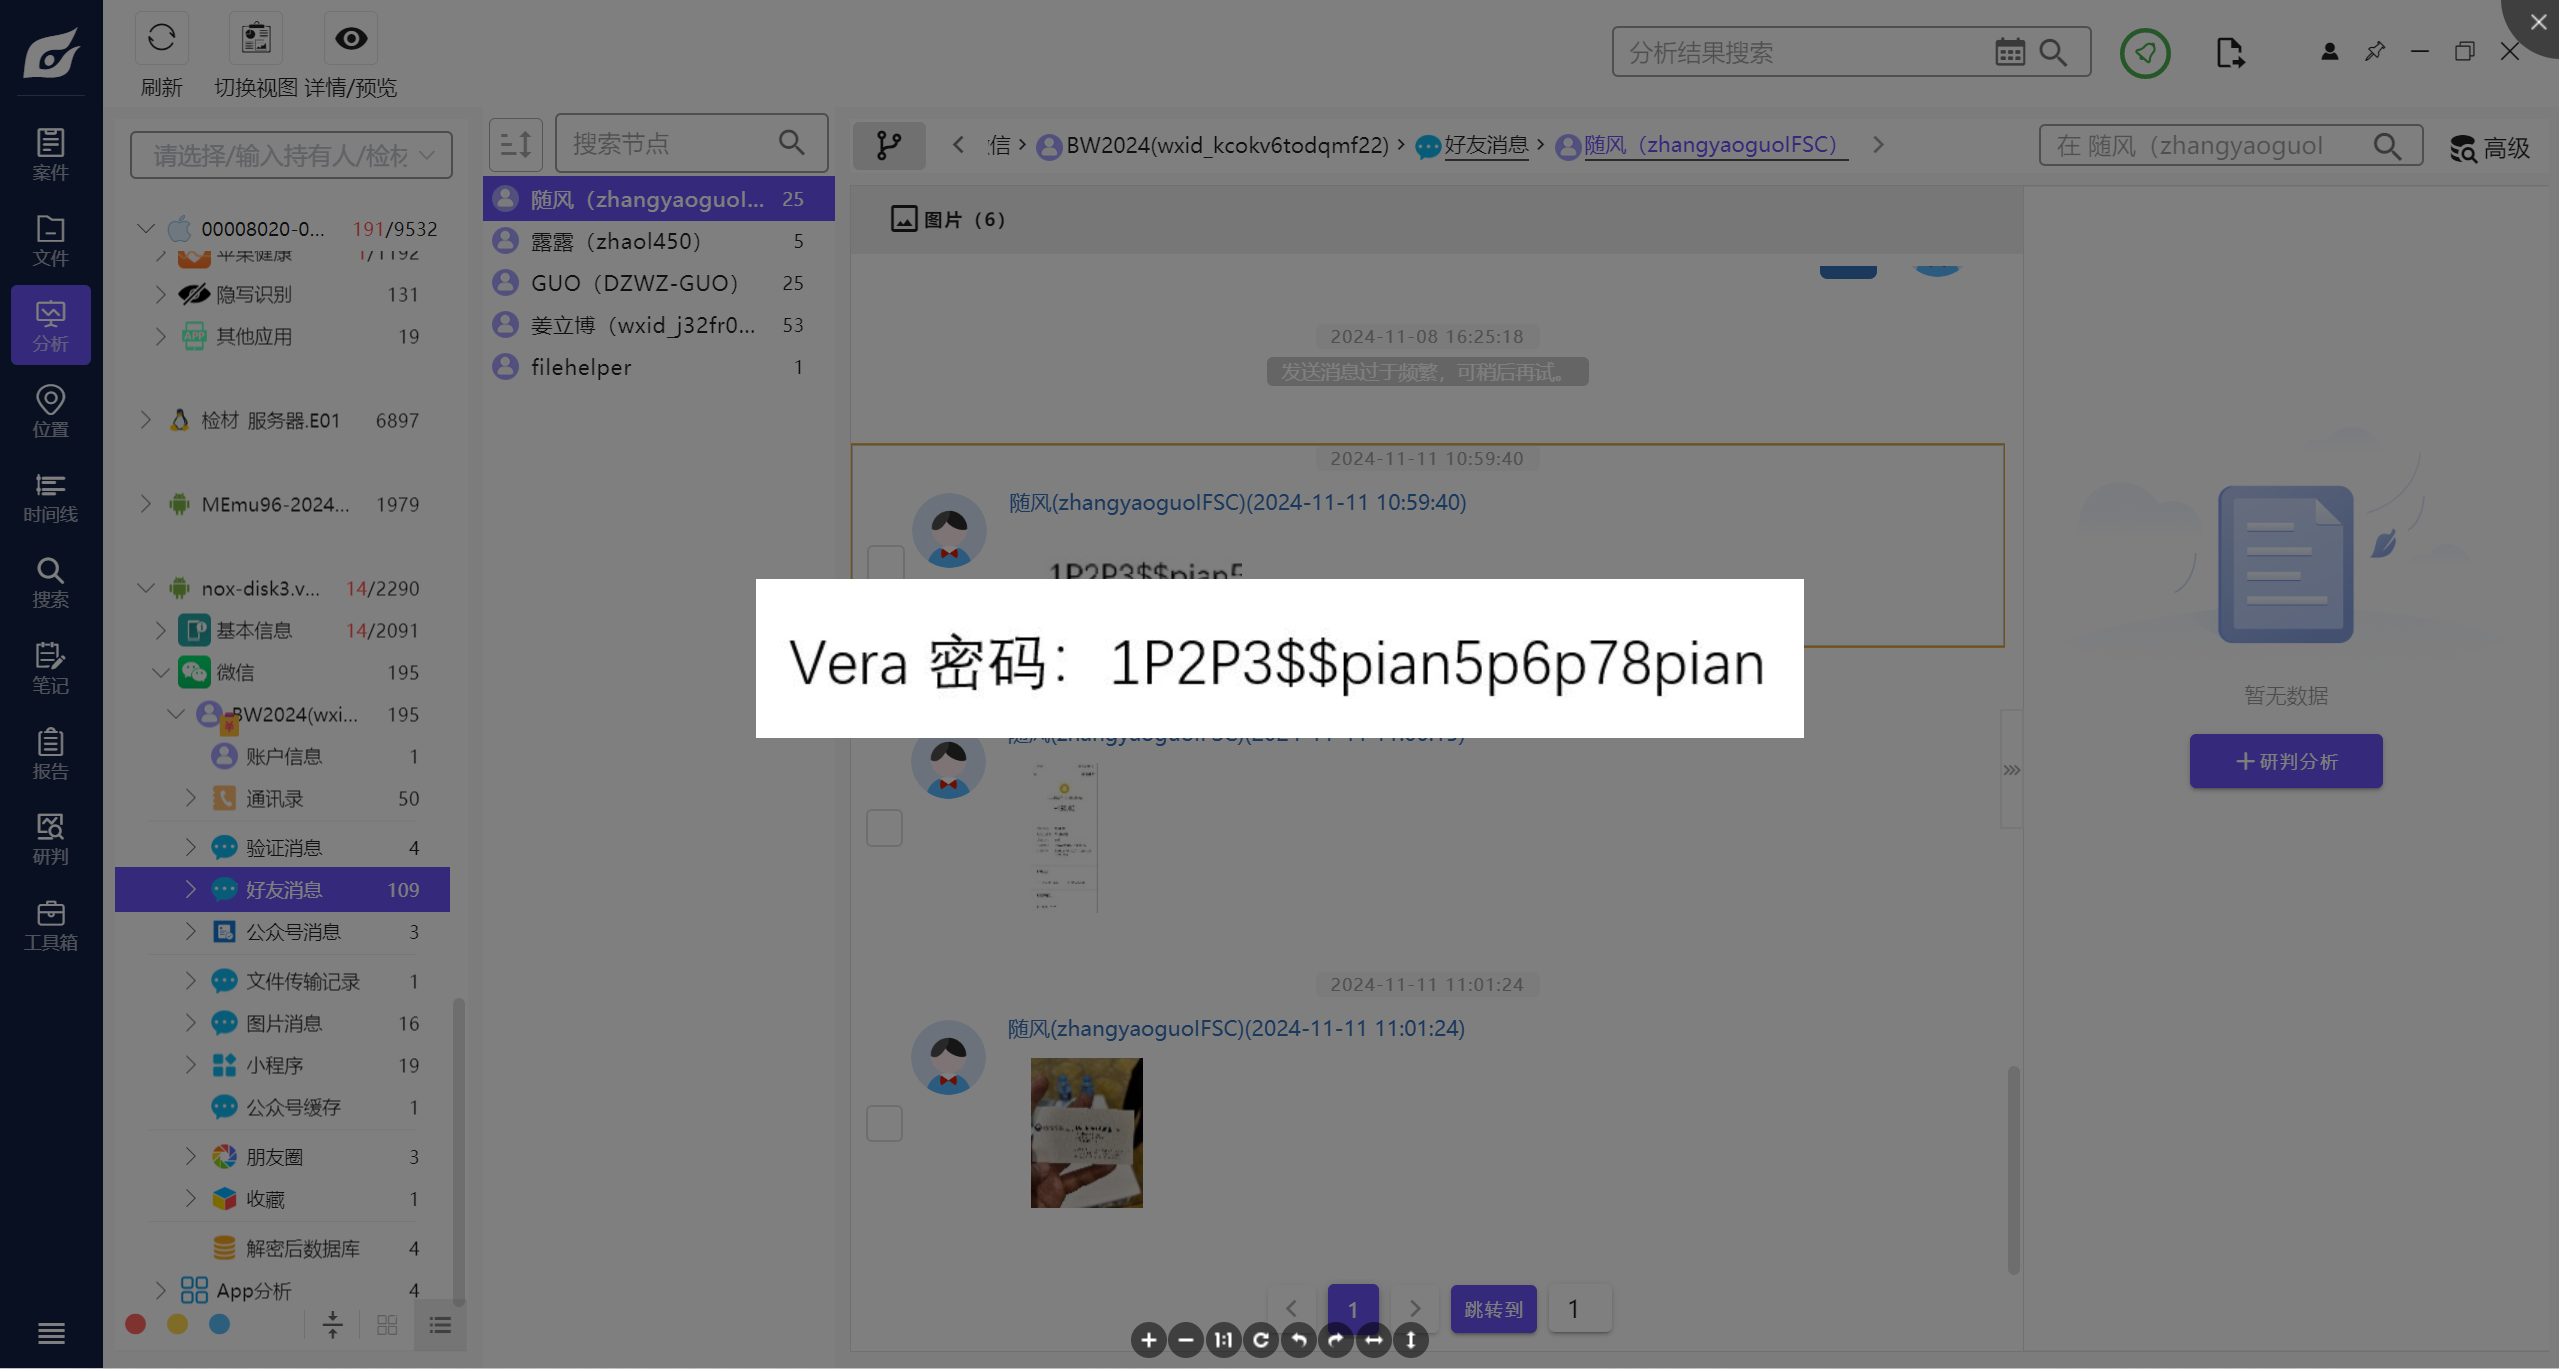 刷新
切换视图
详情/预览
分析结果搜索
案件
文件
分析
位置
时间线
搜索
笔记
报告
研判
工具箱
请选择/输入持有人/检材
00008020-0... 191/9532
苹果健康 1/1192
隐写识别 131
其他应用 19
检材 服务器.E01 6897
MEmu96-2024... 1979
nox-disk3.v... 14/2290
基本信息 14/2091
微信 195
BW2024(wxi... 195
账户信息 1
通讯录 50
验证消息 4
好友消息 109
公众号消息 3
文件传输记录 1
图片消息 16
小程序 19
公众号缓存 1
朋友圈 3
收藏 1
解密后数据库 4
App分析 4
搜索节点
随风（zhangyaoguol... 25
露露（zhaol450） 5
GUO（DZWZ-GUO） 25
姜立博（wxid_j32fr0... 53
filehelper 1
信 > BW2024(wxid_kcokv6todqmf22) > 好友消息 > 随风（zhangyaoguolFSC）
在 随风（zhangyaoguol
高级
图片（6）
2024-11-08 16:25:18
发送消息过于频繁，可稍后再试。
2024-11-11 10:59:40
随风(zhangyaoguolFSC)(2024-11-11 10:59:40)
1P2P3$$pian5
Vera 密码：1P2P3$$pian5p6p78pian
2024-11-11 11:01:24
随风(zhangyaoguolFSC)(2024-11-11 11:01:24)
暂无数据
+研判分析
1
跳转到
1
1:1